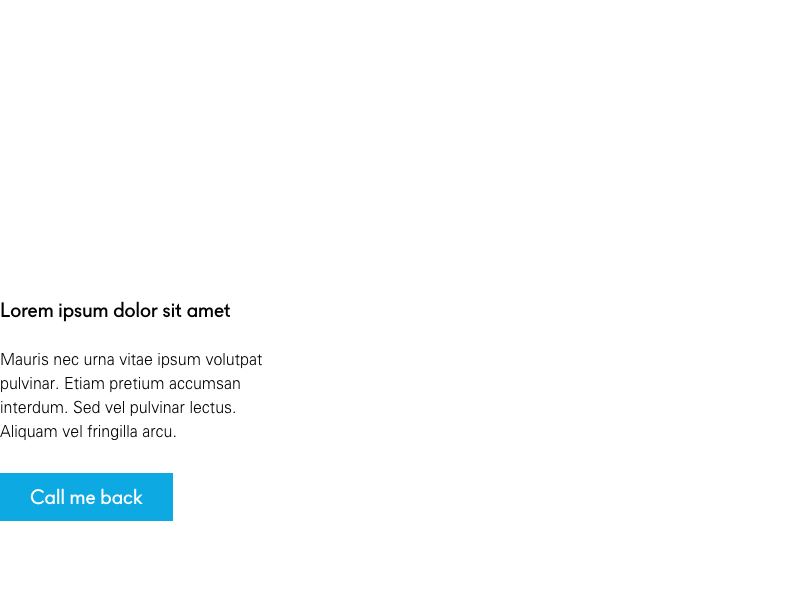 Lorem ipsum dolor sit amet
Mauris nec urna vitae ipsum volutpat
pulvinar. Etiam pretium accumsan
interdum. Sed vel pulvinar lectus.
Aliquam vel fringilla arcu.
Call me back